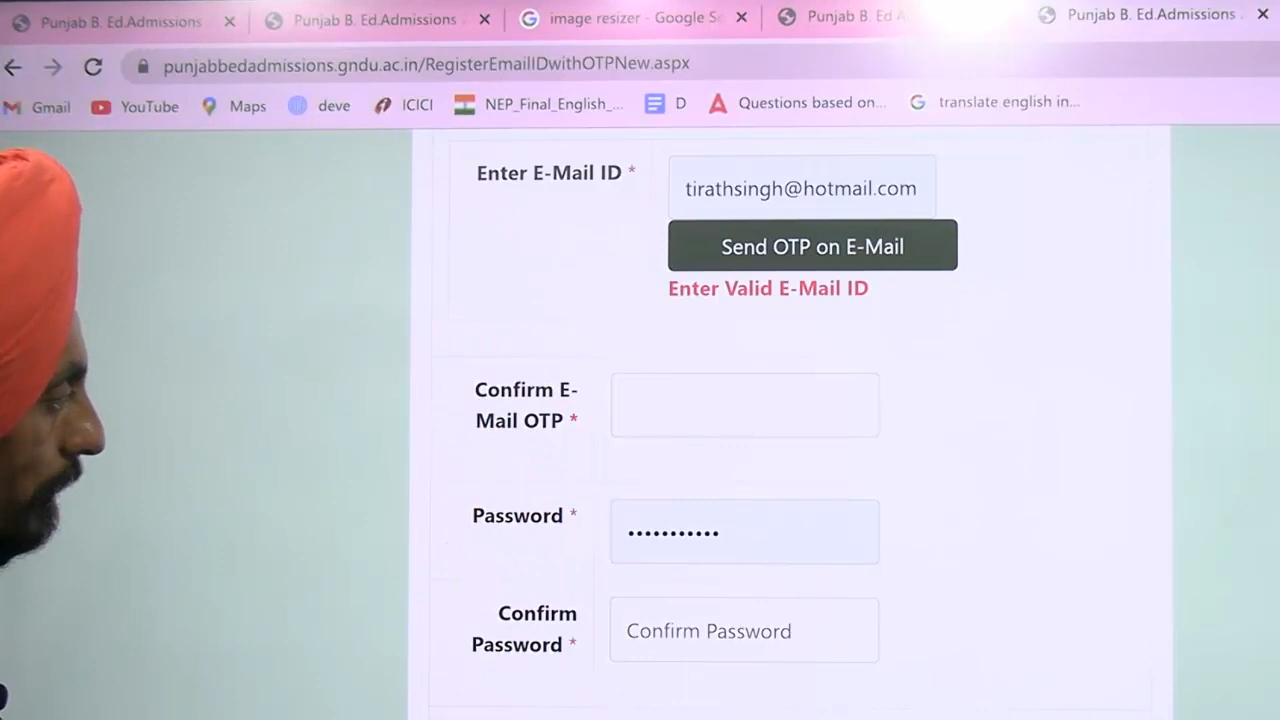 Punjab B. Ed.Admissions
Punjab B. Ed.Admissions
image resizer - Google Se
Punjab B. Ed A
Punjab B. Ed.Admissions
punjabbedadmissions.gndu.ac.in/RegisterEmailIDwithOTPNew.aspx
Gmail YouTube Maps deve ICICI NEP_Final_English_... D Questions based on... translate english in...
Enter E-Mail ID *
tirathsingh@hotmail.com
Send OTP on E-Mail
Enter Valid E-Mail ID
Confirm E-
Mail OTP *
Password *
Confirm
Password *
Confirm Password